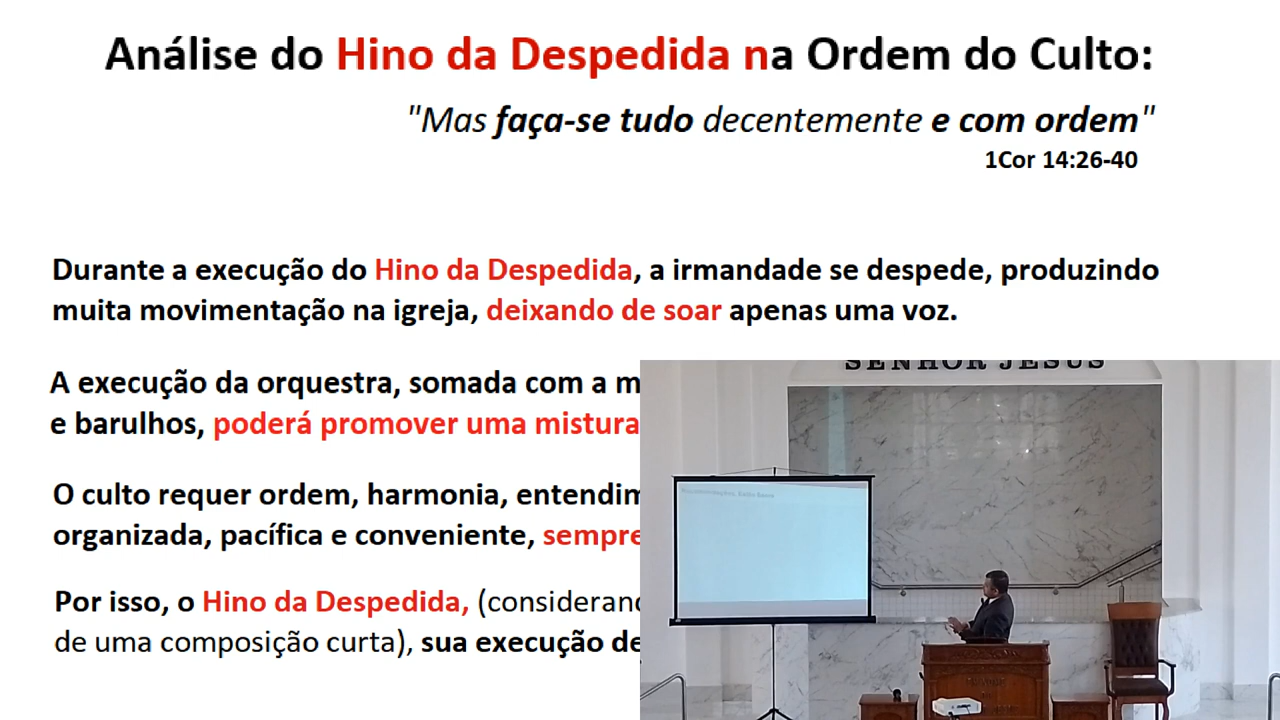 Análise do Hino da Despedida na Ordem do Culto:
"Mas faça-se tudo decentemente e com ordem"
1Cor 14:26-40
Durante a execução do Hino da Despedida, a irmandade se despede, produzindo
muita movimentação na igreja, deixando de soar apenas uma voz.
A execução da orquestra, somada com a m
e barulhos, poderá promover uma mistura
O culto requer ordem, harmonia, entendim
organizada, pacífica e conveniente, sempre
Por isso, o Hino da Despedida, (considerand
de uma composição curta), sua execução de
SENHOR JESUS